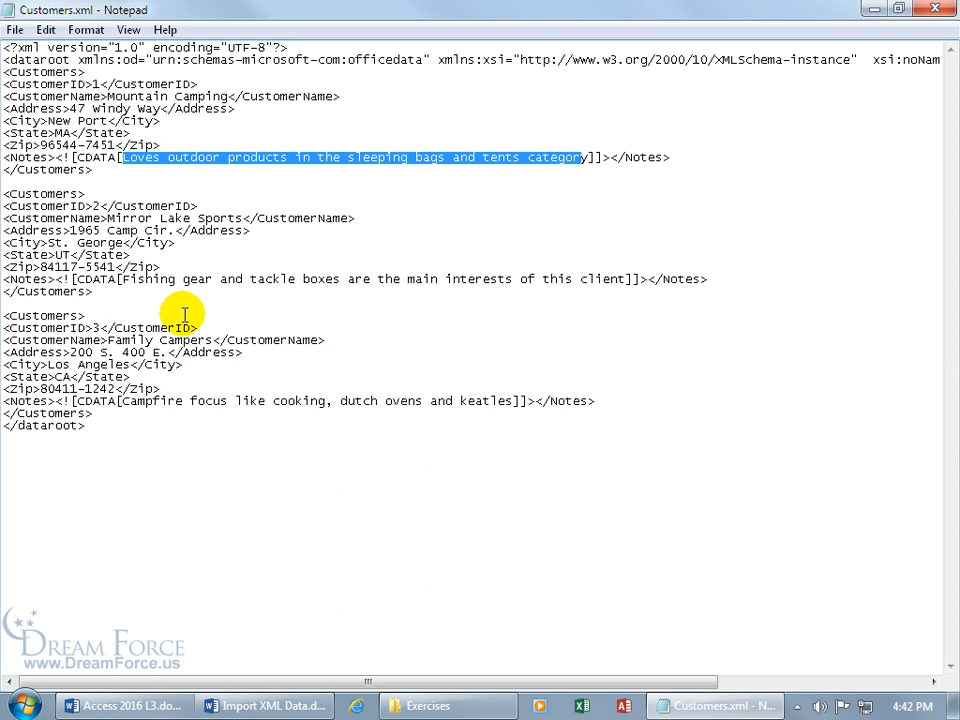 Customers.xml - Notepad
File Edit Format View Help
<?xml version="1.0" encoding="UTF-8"?>
<dataroot xmlns:od="urn:schemas-microsoft-com:officedata" xmlns:xsi="http://www.w3.org/2000/10/XMLSchema-instance"  xsi:noNam
<Customers>
<CustomerID>1</CustomerID>
<CustomerName>Mountain Camping</CustomerName>
<Address>47 Windy Way</Address>
<City>New Port</City>
<State>MA</State>
<Zip>96544-7451</Zip>
<Notes><![CDATA[Loves outdoor products in the sleeping bags and tents category]]></Notes>
</Customers>
<Customers>
<CustomerID>2</CustomerID>
<CustomerName>Mirror Lake Sports</CustomerName>
<Address>1965 Camp Cir.</Address>
<City>St. George</City>
<State>UT</State>
<Zip>84117-5541</Zip>
<Notes><![CDATA[Fishing gear and tackle boxes are the main interests of this client]]></Notes>
</Customers>
<Customers>
<CustomerID>3</CustomerID>
<CustomerName>Family Campers</CustomerName>
<Address>200 S. 400 E.</Address>
<City>Los Angeles</City>
<State>CA</State>
<Zip>80411-1242</Zip>
<Notes><![CDATA[Campfire focus like cooking, dutch ovens and keatles]]></Notes>
</Customers>
</dataroot>
DREAM FORCE
www.DreamForce.us
Access 2016 L3.do... Import XML Data.d... Exercises Customers.xml - N... 4:42 PM